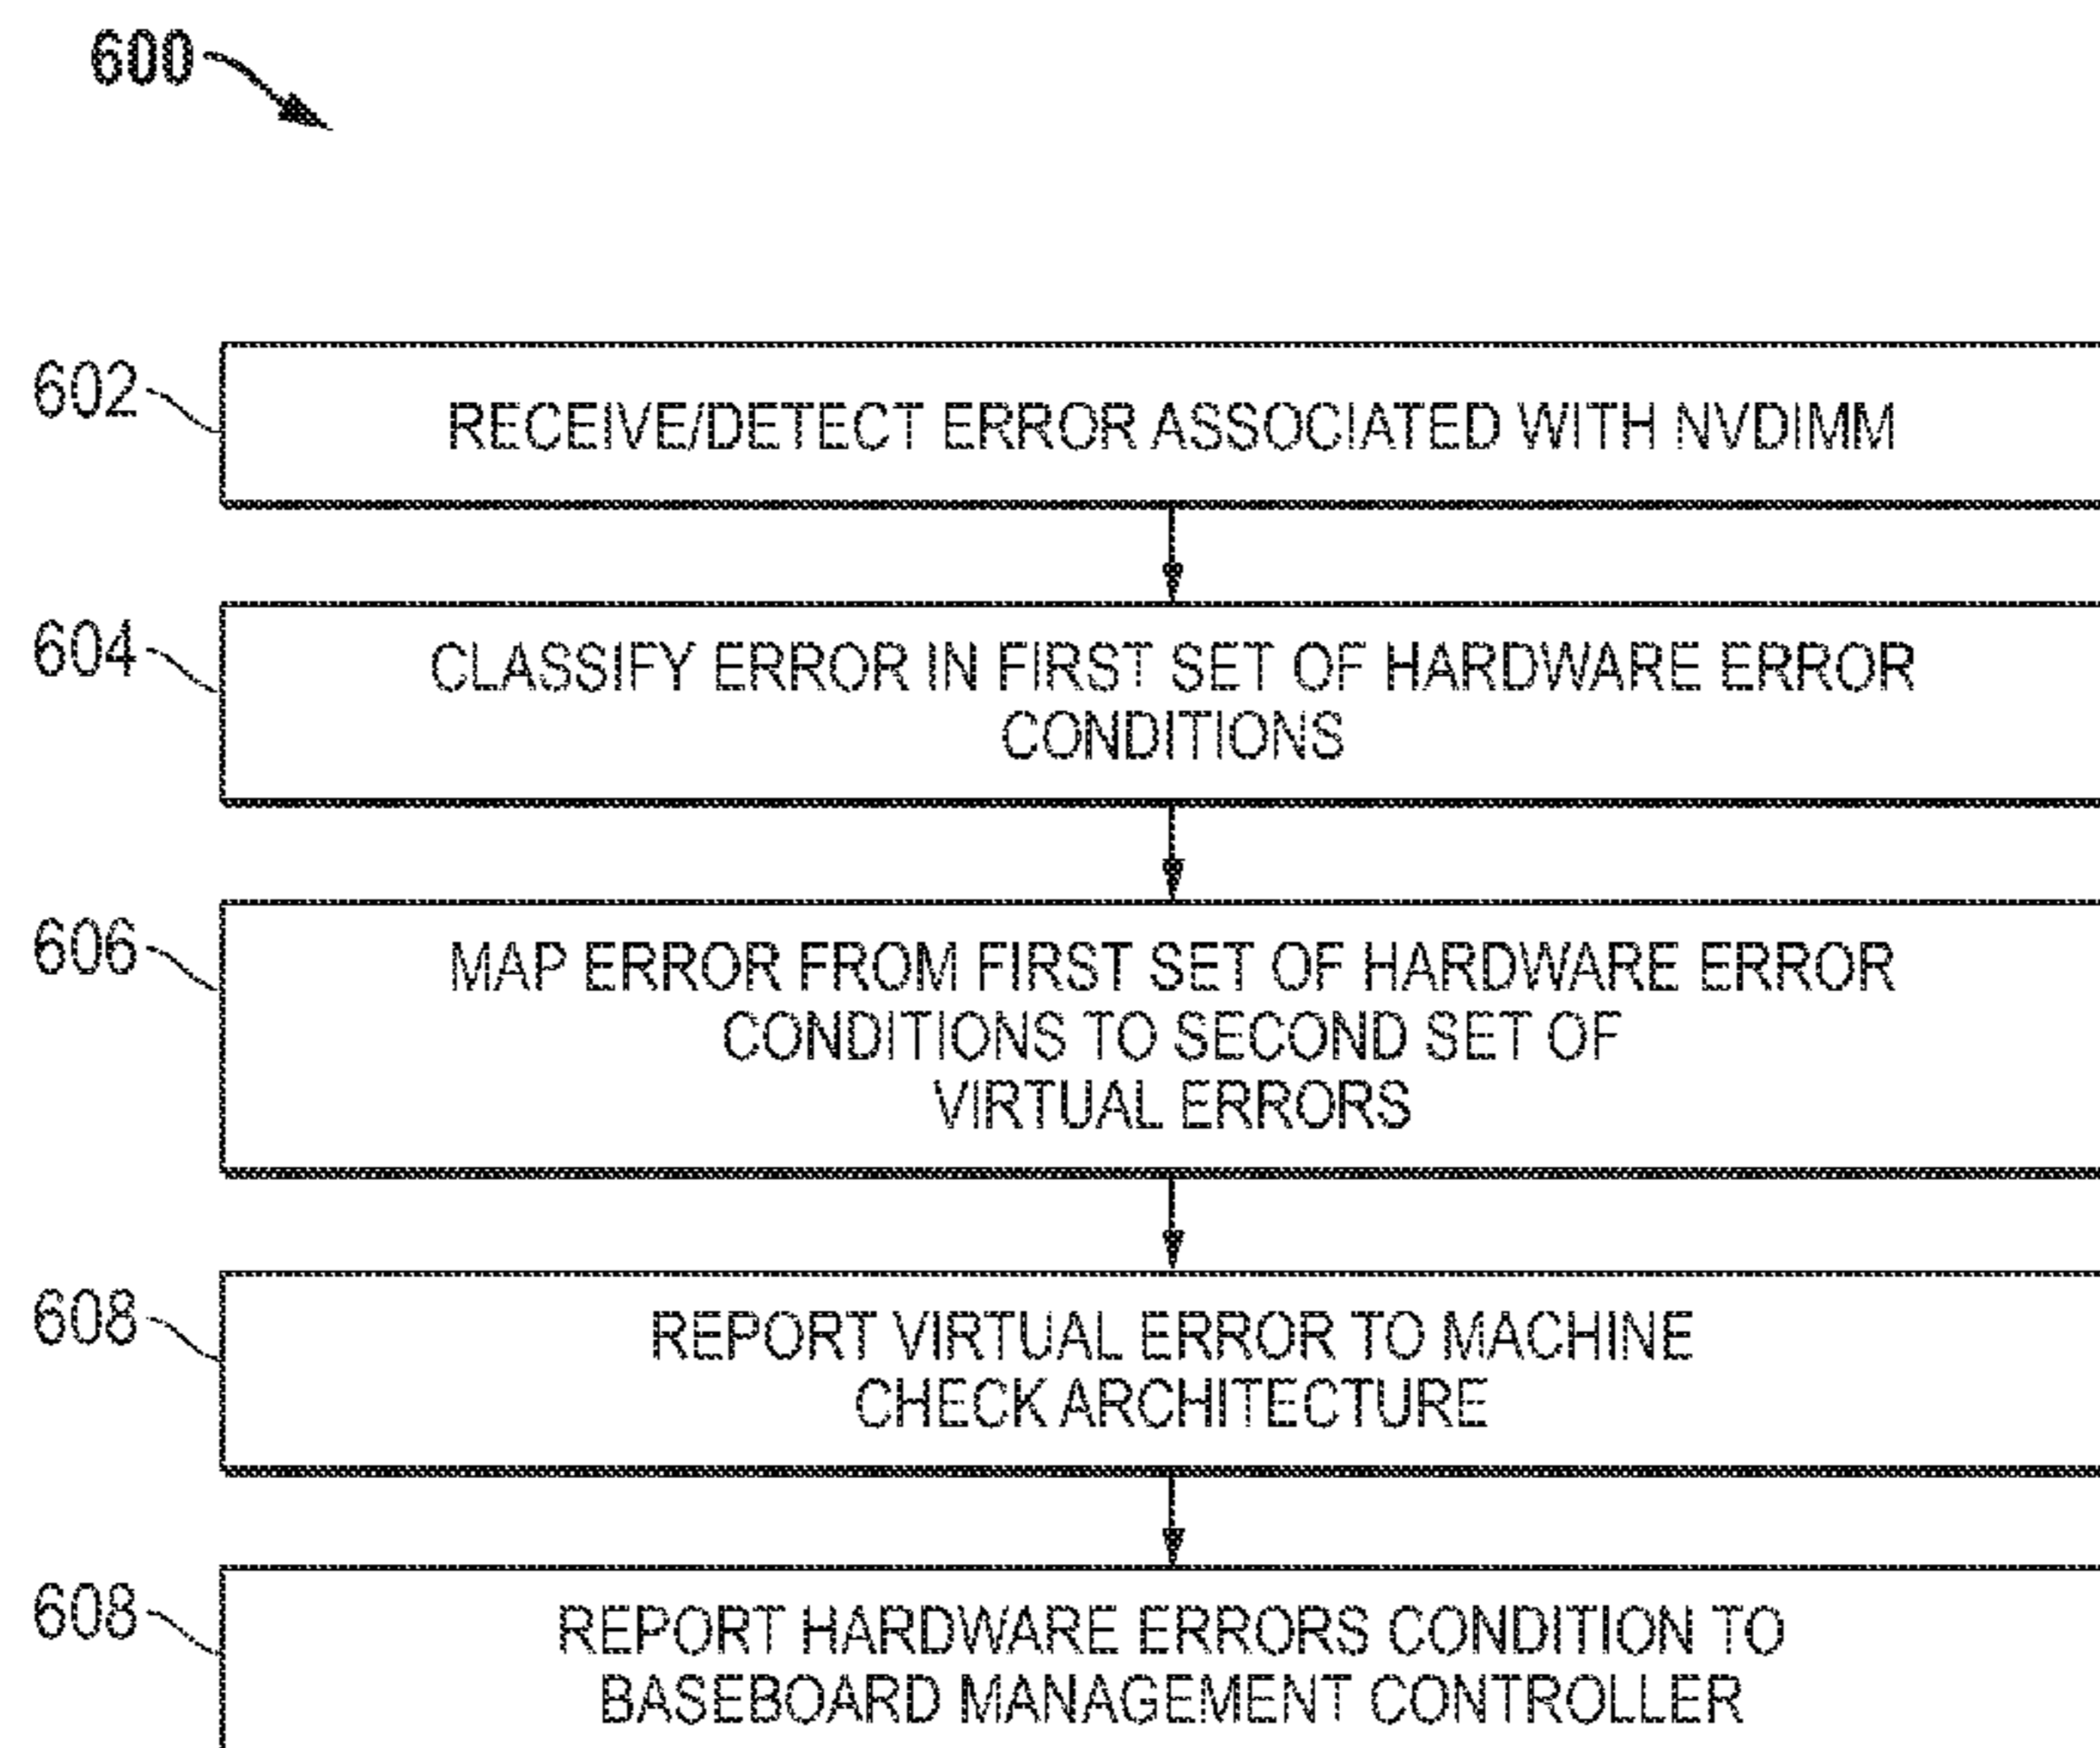 600
602
RECEIVE/DETECT ERROR ASSOCIATED WITH NVDIMM
604
CLASSIFY ERROR IN FIRST SET OF HARDWARE ERROR
CONDITIONS
606
MAP ERROR FROM FIRST SET OF HARDWARE ERROR
CONDITIONS TO SECOND SET OF
VIRTUAL ERRORS
608
REPORT VIRTUAL ERROR TO MACHINE
CHECK ARCHITECTURE
608
REPORT HARDWARE ERRORS CONDITION TO
BASEBOARD MANAGEMENT CONTROLLER